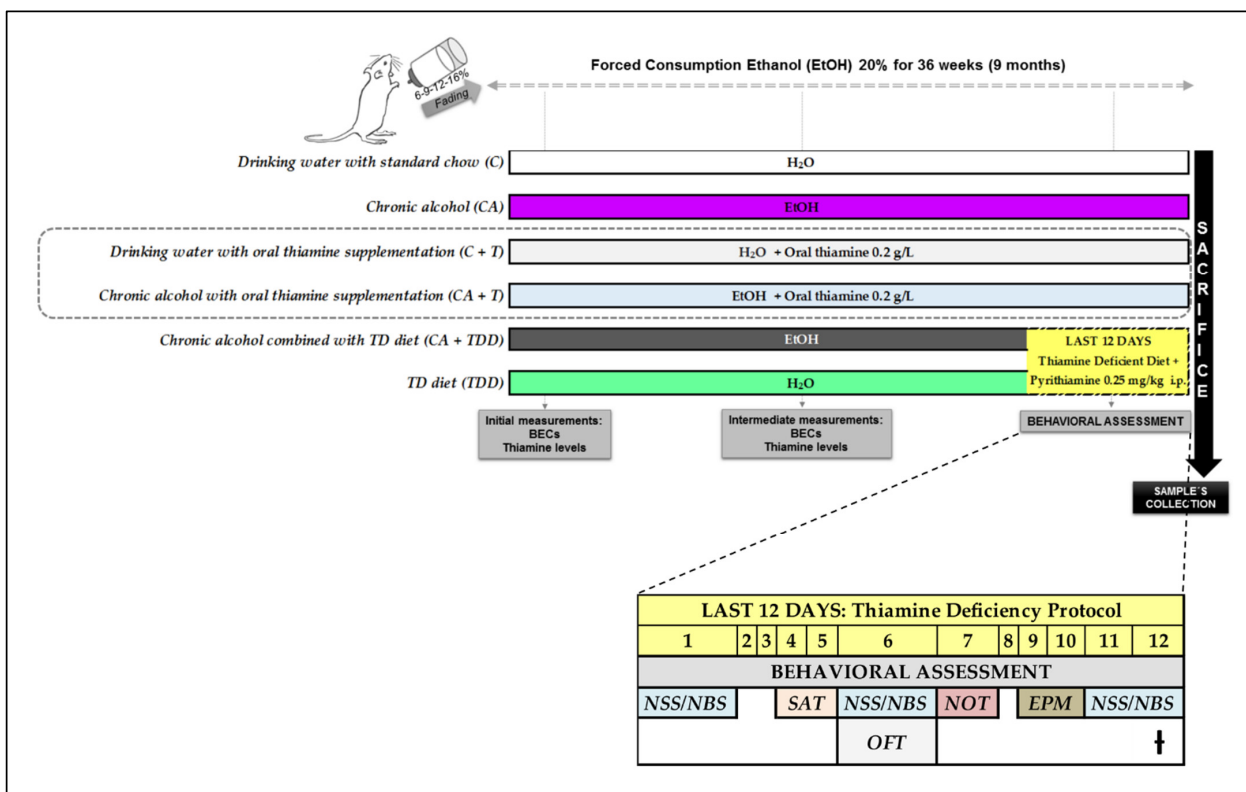 Forced Consumption Ethanol (EtOH) 20% for 36 weeks (9 months)
6-9-12-16%
Fading
Drinking water with standard chow (C)
H₂O
Chronic alcohol (CA)
EtOH
Drinking water with oral thiamine supplementation (C + T)
H₂O + Oral thiamine 0.2 g/L
Chronic alcohol with oral thiamine supplementation (CA + T)
EtOH + Oral thiamine 0.2 g/L
Chronic alcohol combined with TD diet (CA + TDD)
EtOH
TD diet (TDD)
H₂O
LAST 12 DAYS
Thiamine Deficient Diet +
Pyrithiamine 0.25 mg/kg i.p.
SACRIFICE
Initial measurements:
BECs
Thiamine levels
Intermediate measurements:
BECs
Thiamine levels
BEHAVIORAL ASSESSMENT
SAMPLE`S
COLLECTION
LAST 12 DAYS: Thiamine Deficiency Protocol
1 2 3 4 5 6 7 8 9 10 11 12
BEHAVIORAL ASSESSMENT
NSS/NBS SAT NSS/NBS NOT EPM NSS/NBS
OFT